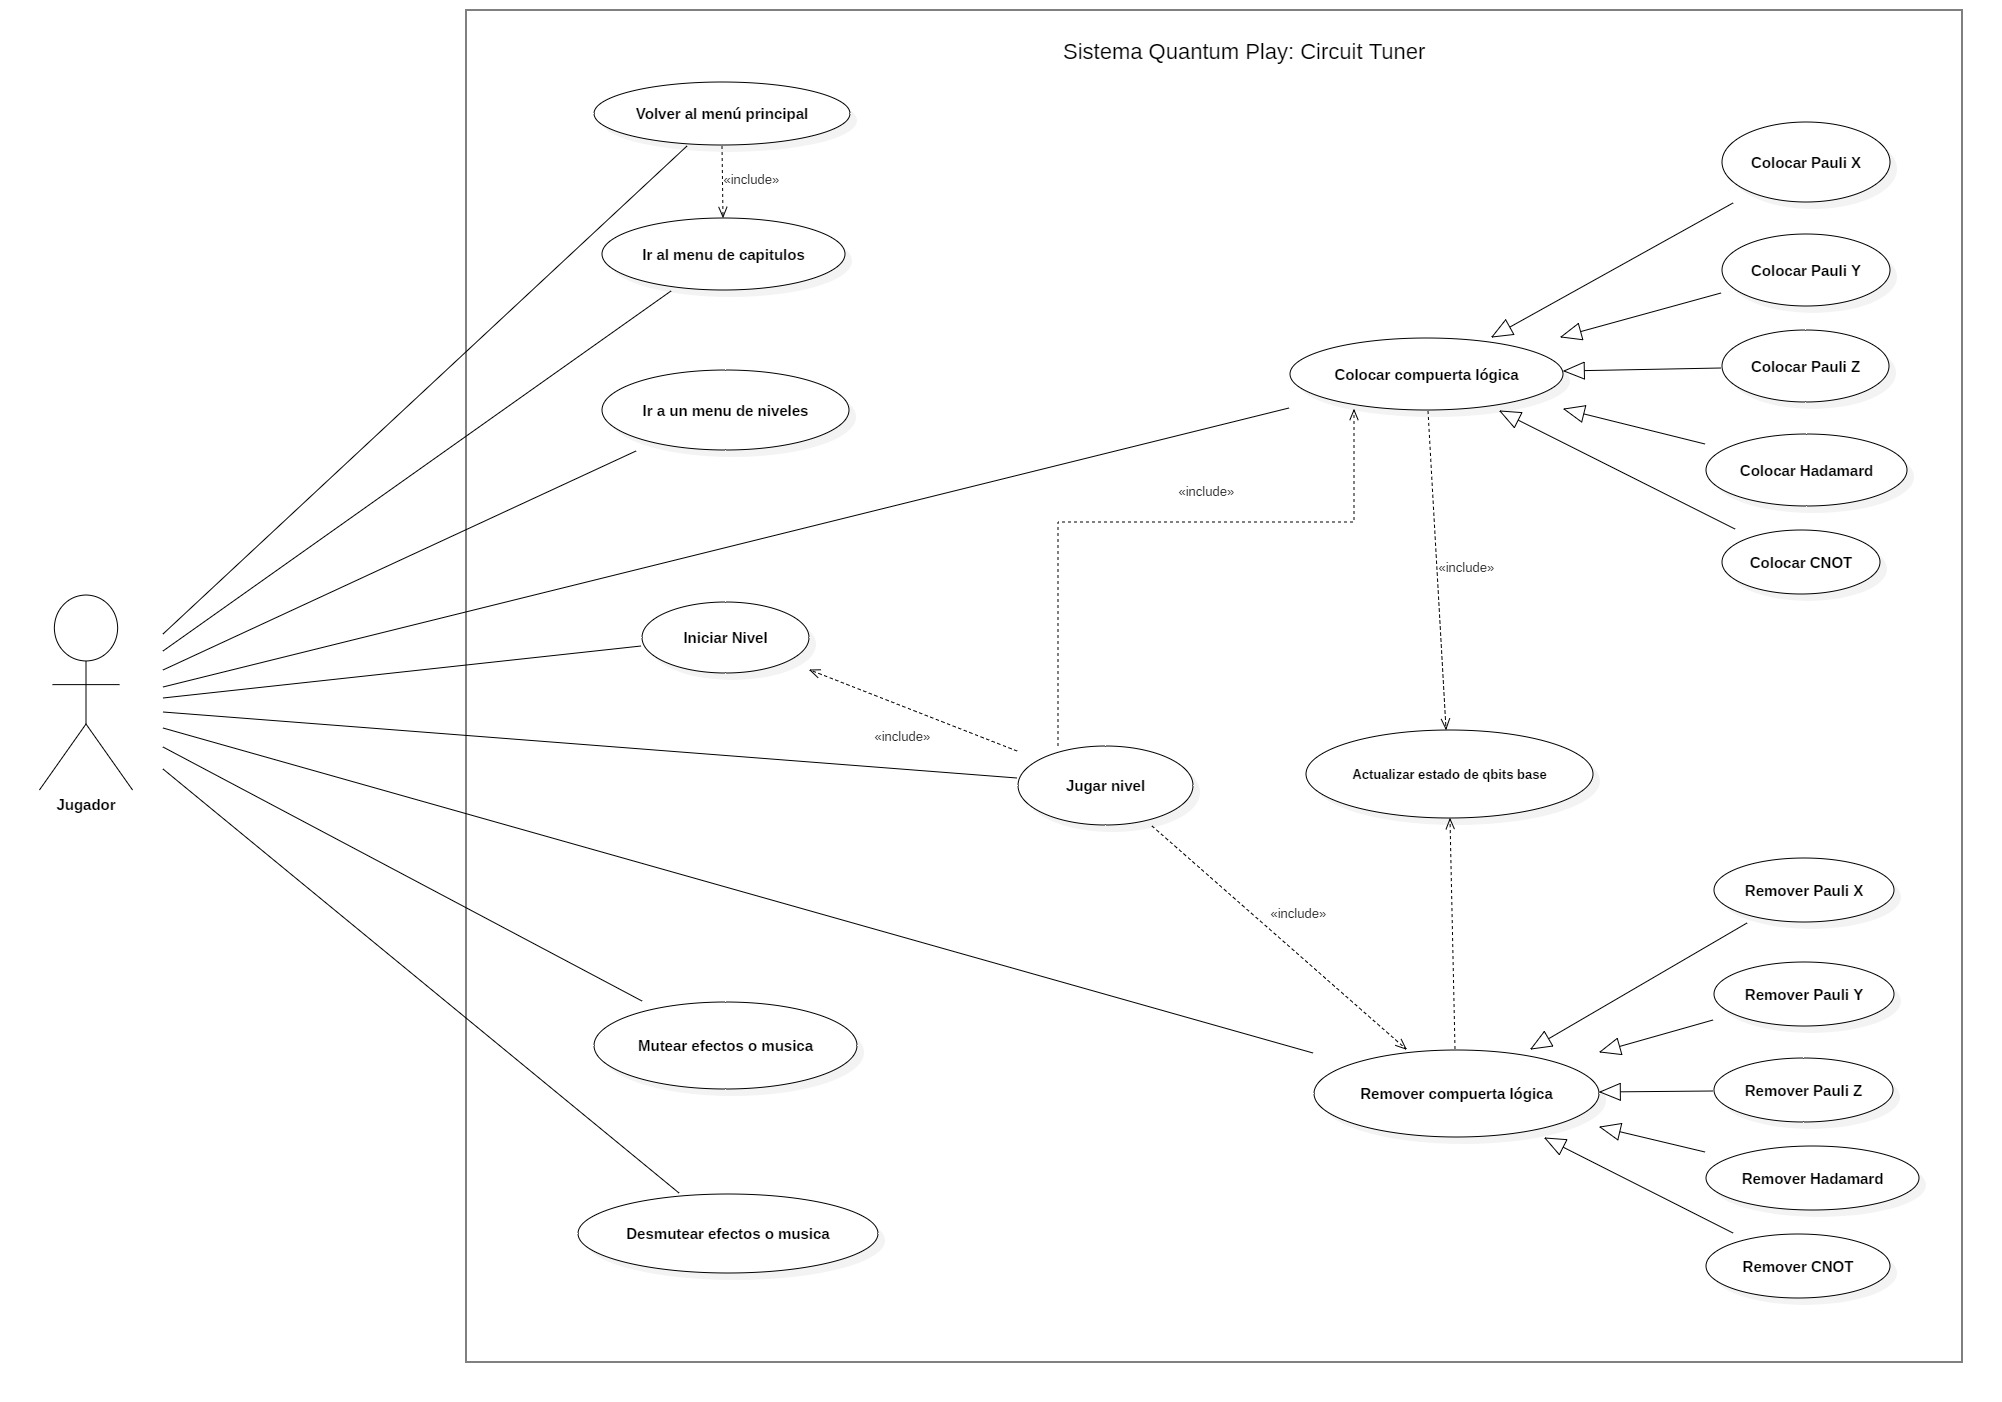 Sistema Quantum Play: Circuit Tuner
Volver al menú principal
«include»
Ir al menu de capitulos
Ir a un menu de niveles
Iniciar Nivel
«include»
Jugar nivel
Mutear efectos o musica
Desmutear efectos o musica
Jugador
Colocar compuerta lógica
«include»
«include»
Actualizar estado de qbits base
«include»
Remover compuerta lógica
Colocar Pauli X
Colocar Pauli Y
Colocar Pauli Z
Colocar Hadamard
Colocar CNOT
Remover Pauli X
Remover Pauli Y
Remover Pauli Z
Remover Hadamard
Remover CNOT